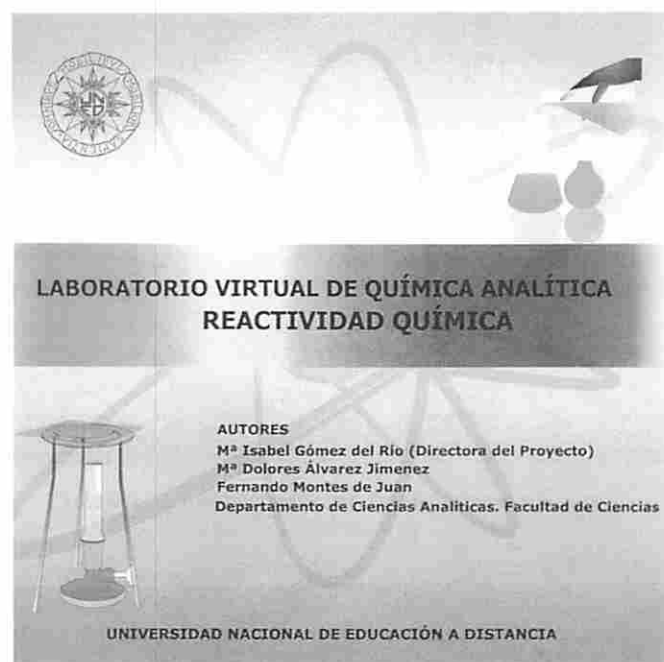 LABORATORIO VIRTUAL DE QUÍMICA ANALÍTICA
REACTIVIDAD QUÍMICA
AUTORES
Mª Isabel Gómez del Río (Directora del Proyecto)
Mª Dolores Álvarez Jimenez
Fernando Montes de Juan
Departamento de Ciencias Analíticas. Facultad de Ciencias
UNIVERSIDAD NACIONAL DE EDUCACIÓN A DISTANCIA